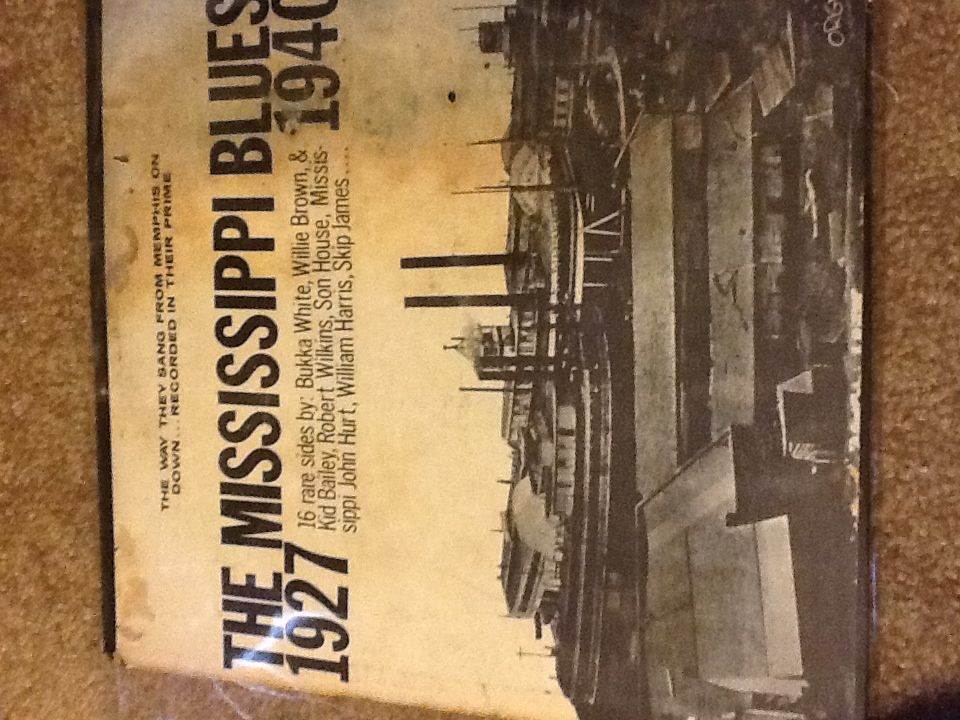 THE WAY THEY SANG FROM MEMPHIS ON
DOWN... RECORDED IN THEIR PRIME
THE MISSISSIPPI BLUES
1927 16 rare sides by: Bukka White, Willie Brown, & 1940
Kid Bailey, Robert Wilkins, Son House, Missis-
sippi John Hurt, William Harris, Skip James....